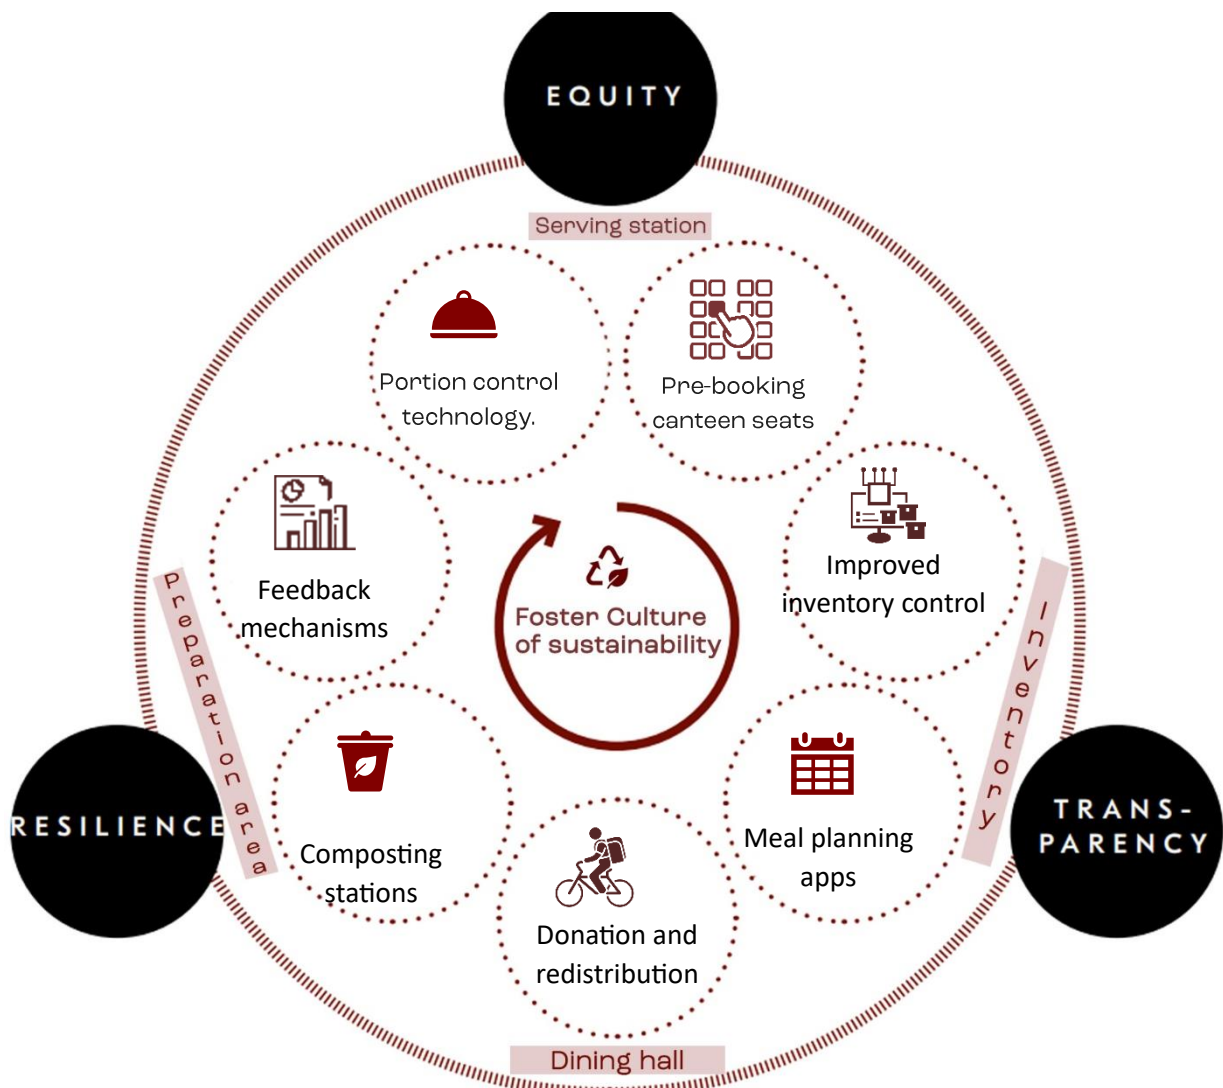 EQUITY
Serving station
Portion control
technology.
Pre-booking
canteen seats
Feedback
mechanisms
Improved
inventory control
Foster Culture
of sustainability
Preparation area
Inventory
RESILIENCE
TRANS-
PARENCY
Composting
stations
Meal planning
apps
Donation and
redistribution
Dining hall